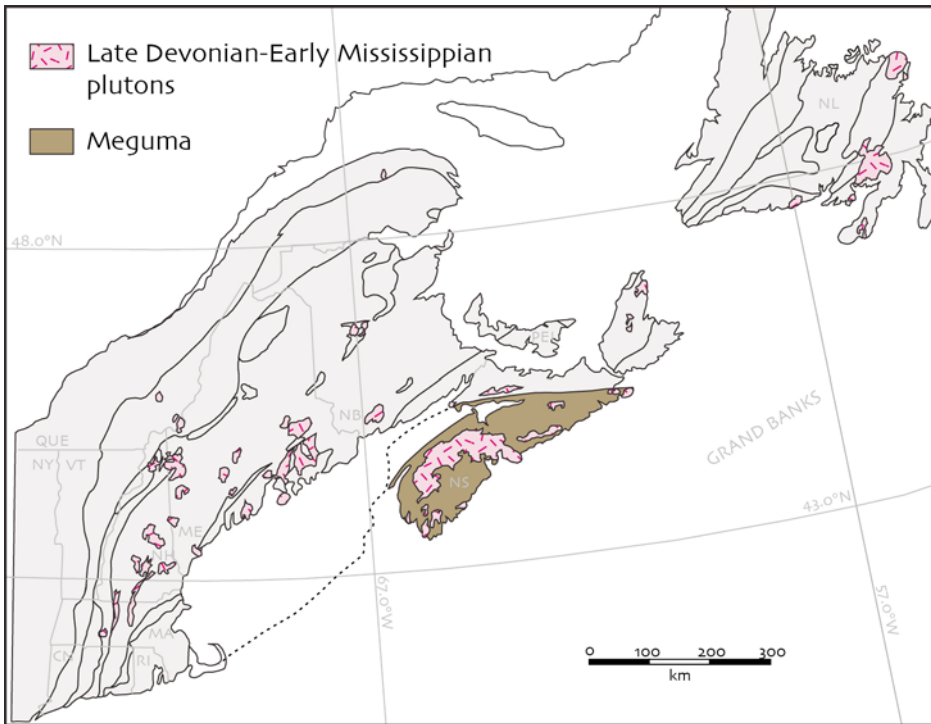 Late Devonian-Early Mississippian
plutons
Meguma
NL
48.0°N
PEI
NB
QUE
NY
VT
GRAND BANKS
NS
43.0°N
ME
NH
67.0°W
57.0°W
MA
CN
RI
0 100 200 300
km